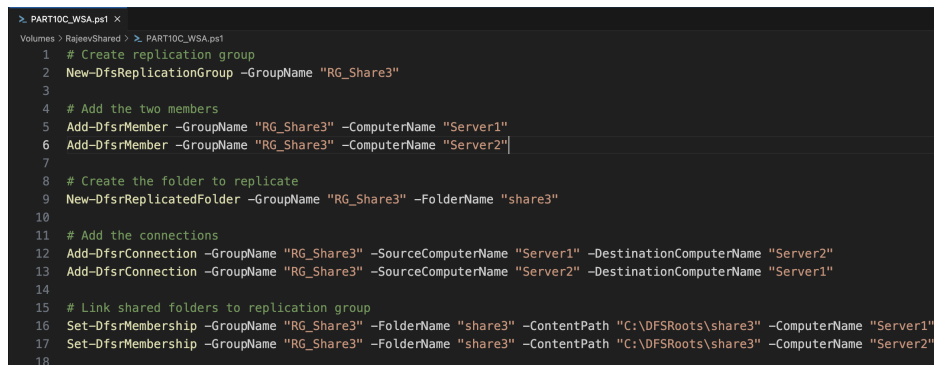 PART10C_WSA.ps1 ×
Volumes > RajeevShared > PART10C_WSA.ps1
1 # Create replication group
2 New-DfsReplicationGroup -GroupName "RG_Share3"
3
4 # Add the two members
5 Add-DfsrMember -GroupName "RG_Share3" -ComputerName "Server1"
6 Add-DfsrMember -GroupName "RG_Share3" -ComputerName "Server2"
7
8 # Create the folder to replicate
9 New-DfsrReplicatedFolder -GroupName "RG_Share3" -FolderName "share3"
10
11 # Add the connections
12 Add-DfsrConnection -GroupName "RG_Share3" -SourceComputerName "Server1" -DestinationComputerName "Server2"
13 Add-DfsrConnection -GroupName "RG_Share3" -SourceComputerName "Server2" -DestinationComputerName "Server1"
14
15 # Link shared folders to replication group
16 Set-DfsrMembership -GroupName "RG_Share3" -FolderName "share3" -ContentPath "C:\DFSRoots\share3" -ComputerName "Server1"
17 Set-DfsrMembership -GroupName "RG_Share3" -FolderName "share3" -ContentPath "C:\DFSRoots\share3" -ComputerName "Server2"
18